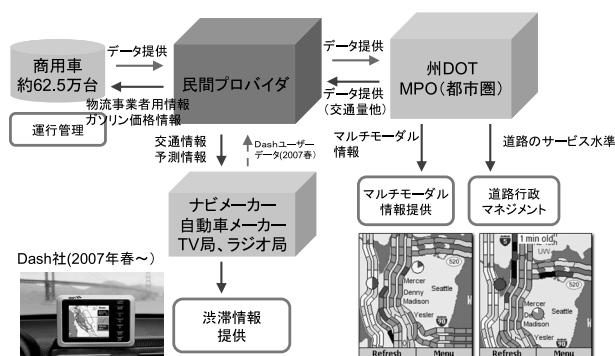 商用車
約62.5万台
データ提供
民間プロバイダ
データ提供
州DOT
MPO(都市圏)
運行管理
物流事業者用情報
ガソリン価格情報
データ提供
(交通量他)
交通情報
予測情報
Dashユーザー
データ(2007春)
マルチモーダル
情報
道路のサービス水準
ナビメーカー
自動車メーカー
TV局、ラジオ局
マルチモーダル
情報提供
道路行政
マネジメント
Dash社(2007年春～)
渋滞情報
提供
520
Mercer
Denny
Madison
Seattle
Yesler
90
Refresh
Menu
1 min old
5
UW
520
Mercer
Denny
Madison
Seattle
Yesler
90
Refresh
Menu